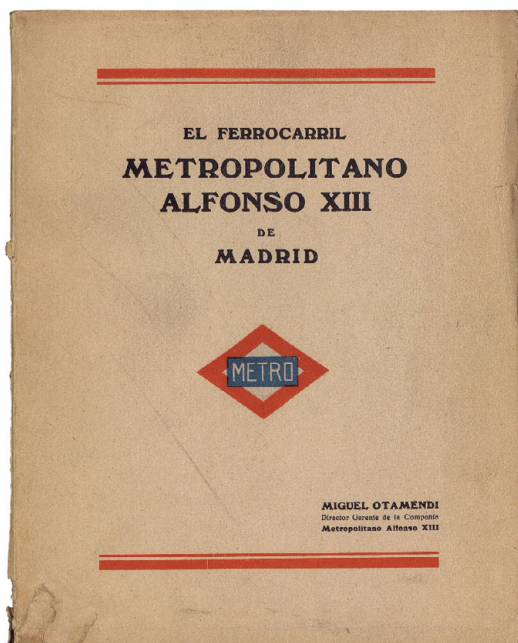 EL FERROCARRIL
METROPOLITANO
ALFONSO XIII
DE
MADRID
METRO
MIGUEL OTAMENDI
Director Gerente de la Compañía
Metropolitano Alfonso XIII